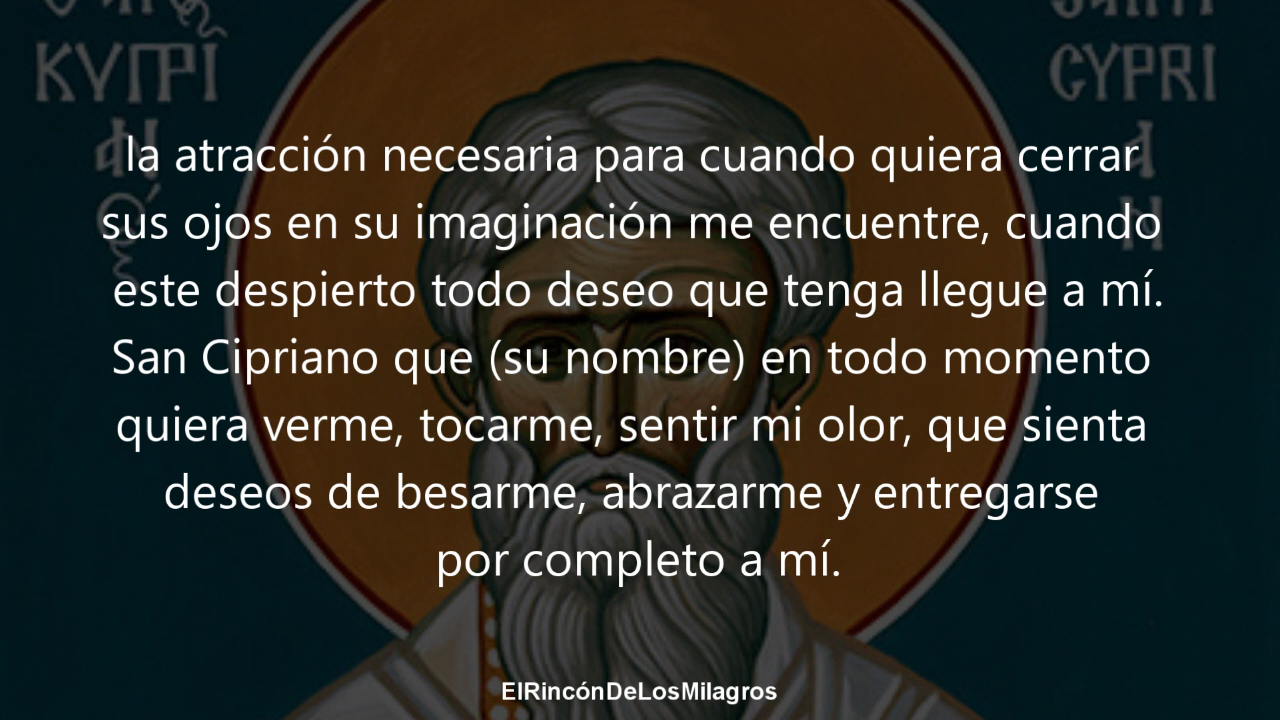 ΚΥΠΡΙ
CYPRI
la atracción necesaria para cuando quiera cerrar
sus ojos en su imaginación me encuentre, cuando
este despierto todo deseo que tenga llegue a mí.
San Cipriano que (su nombre) en todo momento
quiera verme, tocarme, sentir mi olor, que sienta
deseos de besarme, abrazarme y entregarse
por completo a mí.
ElRincónDeLosMilagros